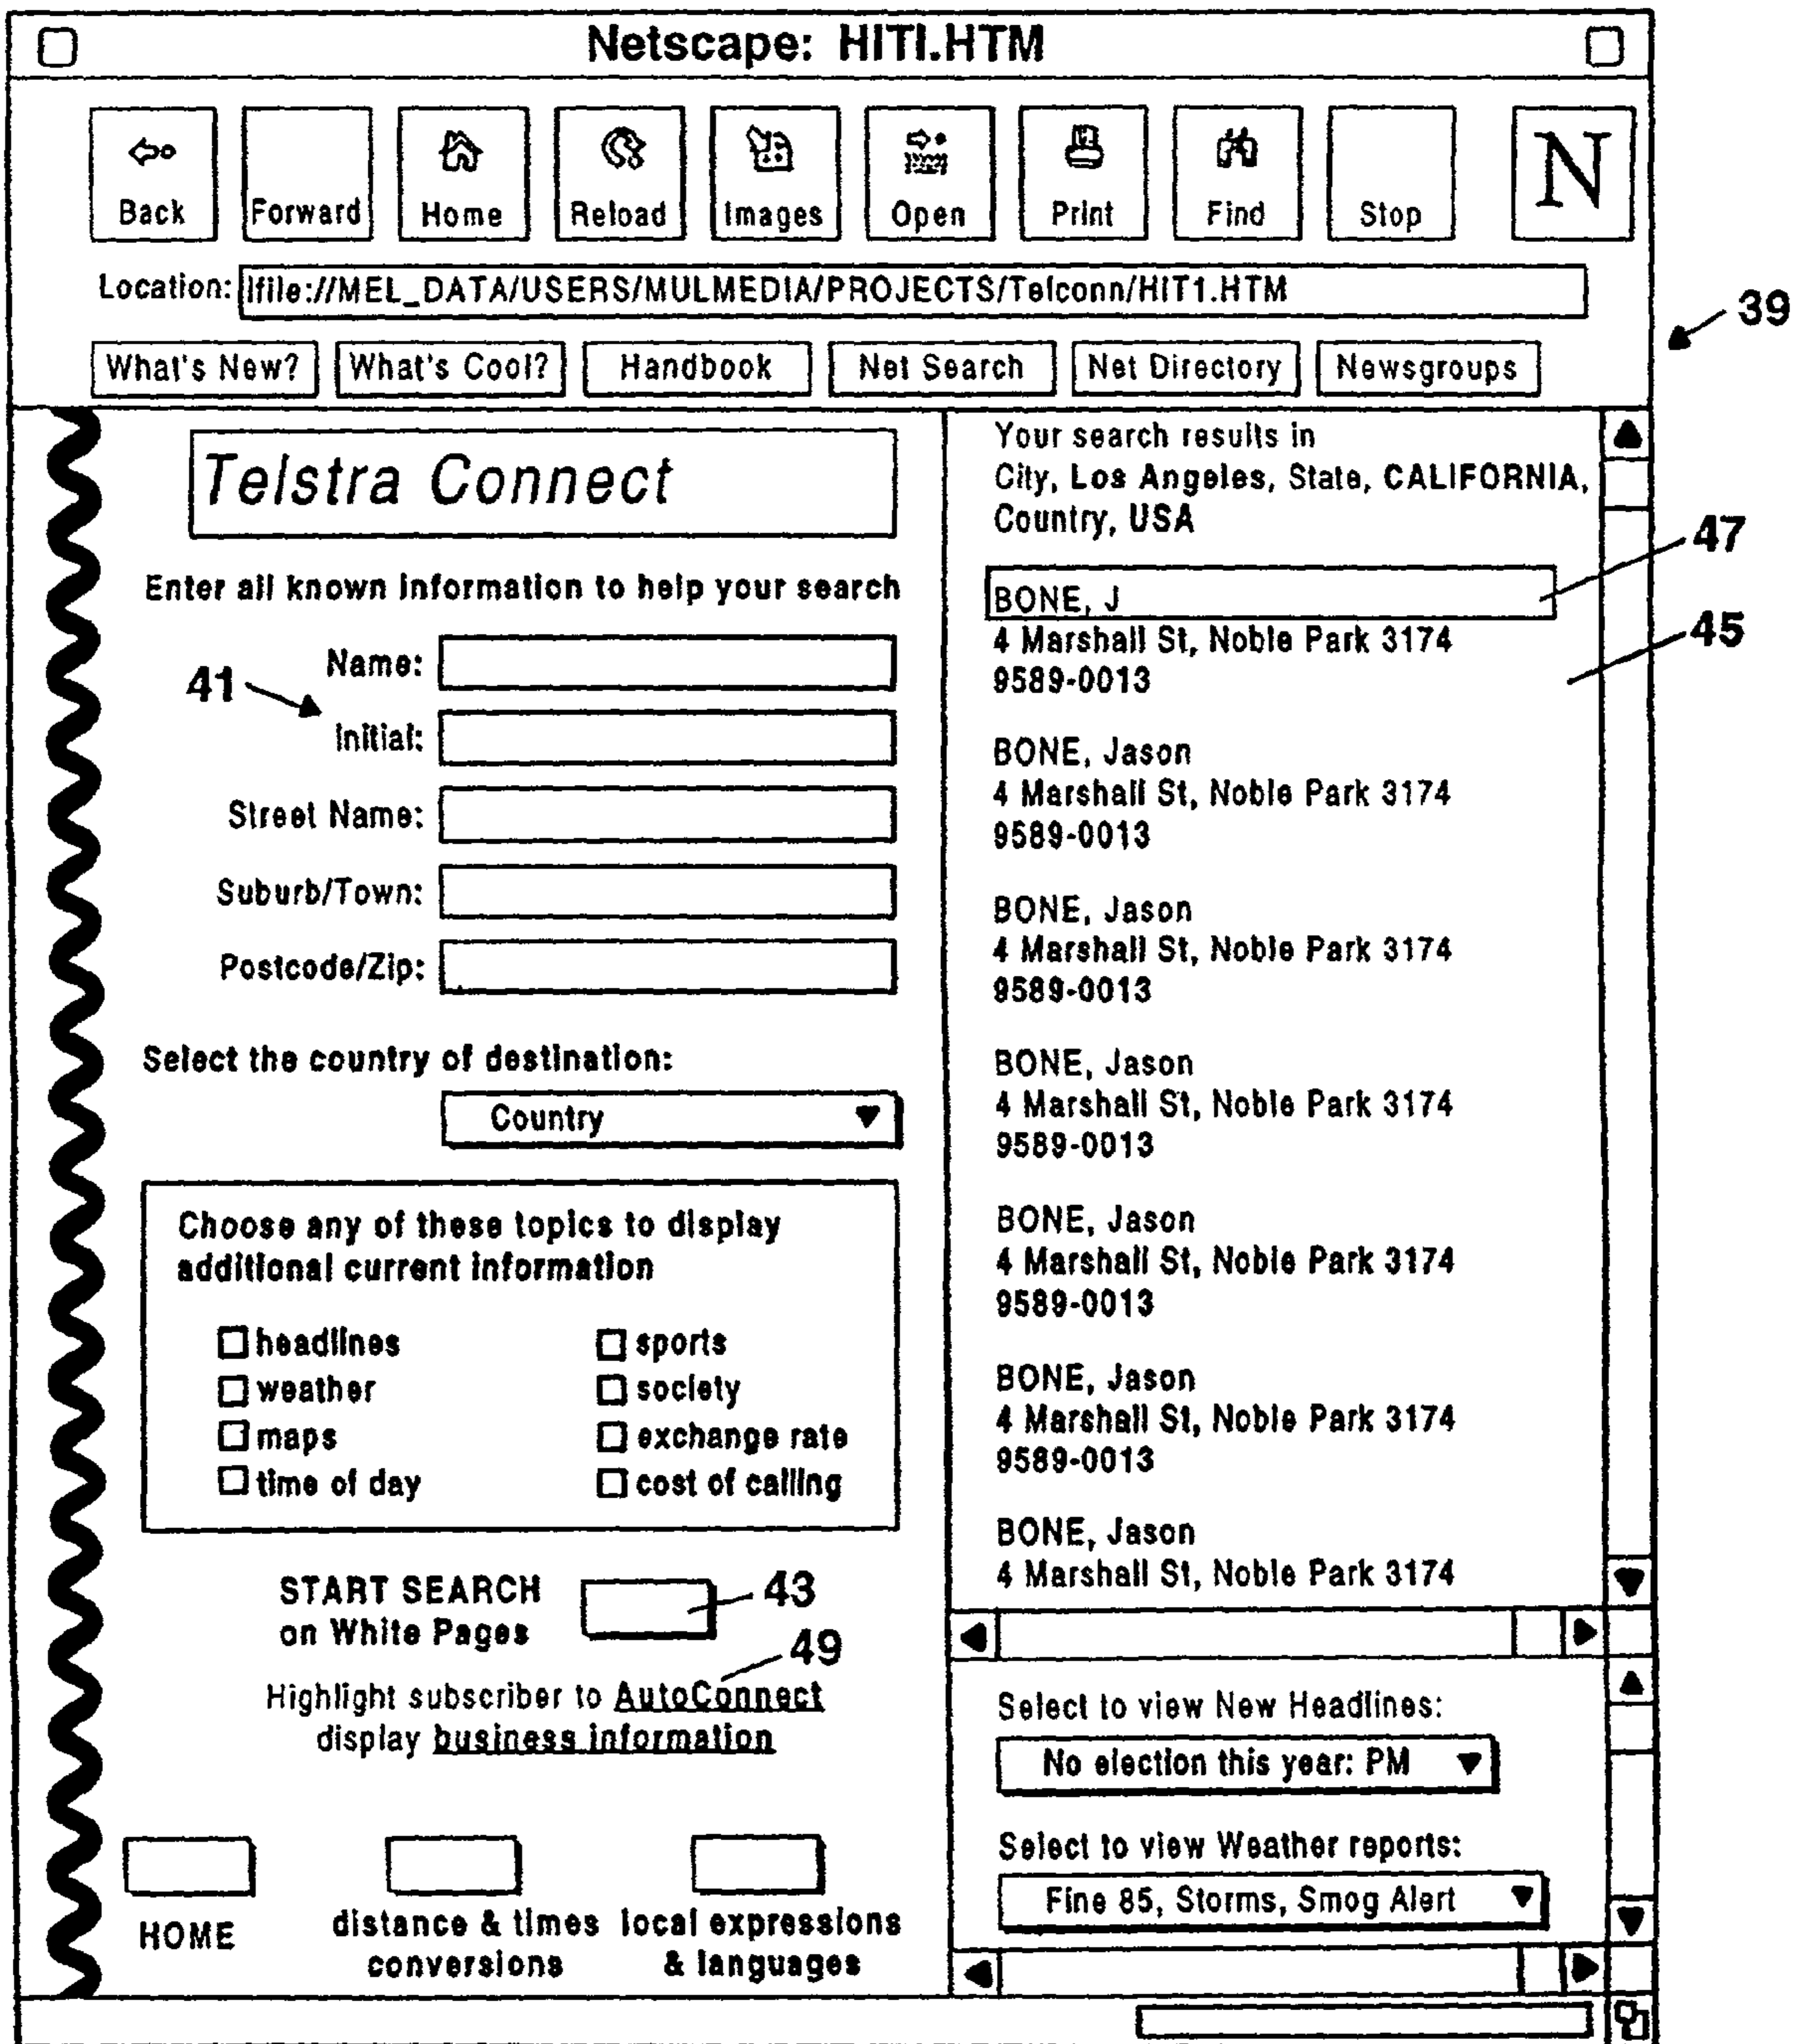 Netscape: HITI.HTM
Back Forward Home Reload Images Open Print Find Stop N
Location: lfile://MEL_DATA/USERS/MULMEDIA/PROJECTS/Telconn/HIT1.HTM
39
What's New? What's Cool? Handbook Net Search Net Directory Newsgroups
Telstra Connect
Enter all known information to help your search
Name:
41
Initial:
Street Name:
Suburb/Town:
Postcode/Zip:
Select the country of destination:
Country
Choose any of these topics to display
additional current information
headlines
weather
maps
time of day
sports
society
exchange rate
cost of calling
START SEARCH
on White Pages
43
49
Highlight subscriber to AutoConnect
display business information
HOME
distance & times
conversions
local expressions
& languages
Your search results in
City, Los Angeles, State, CALIFORNIA,
Country, USA
47
BONE, J
4 Marshall St, Noble Park 3174
9589-0013
45
BONE, Jason
4 Marshall St, Noble Park 3174
9589-0013
BONE, Jason
4 Marshall St, Noble Park 3174
9589-0013
BONE, Jason
4 Marshall St, Noble Park 3174
9589-0013
BONE, Jason
4 Marshall St, Noble Park 3174
9589-0013
BONE, Jason
4 Marshall St, Noble Park 3174
9589-0013
BONE, Jason
4 Marshall St, Noble Park 3174
Select to view New Headlines:
No election this year: PM
Select to view Weather reports:
Fine 85, Storms, Smog Alert